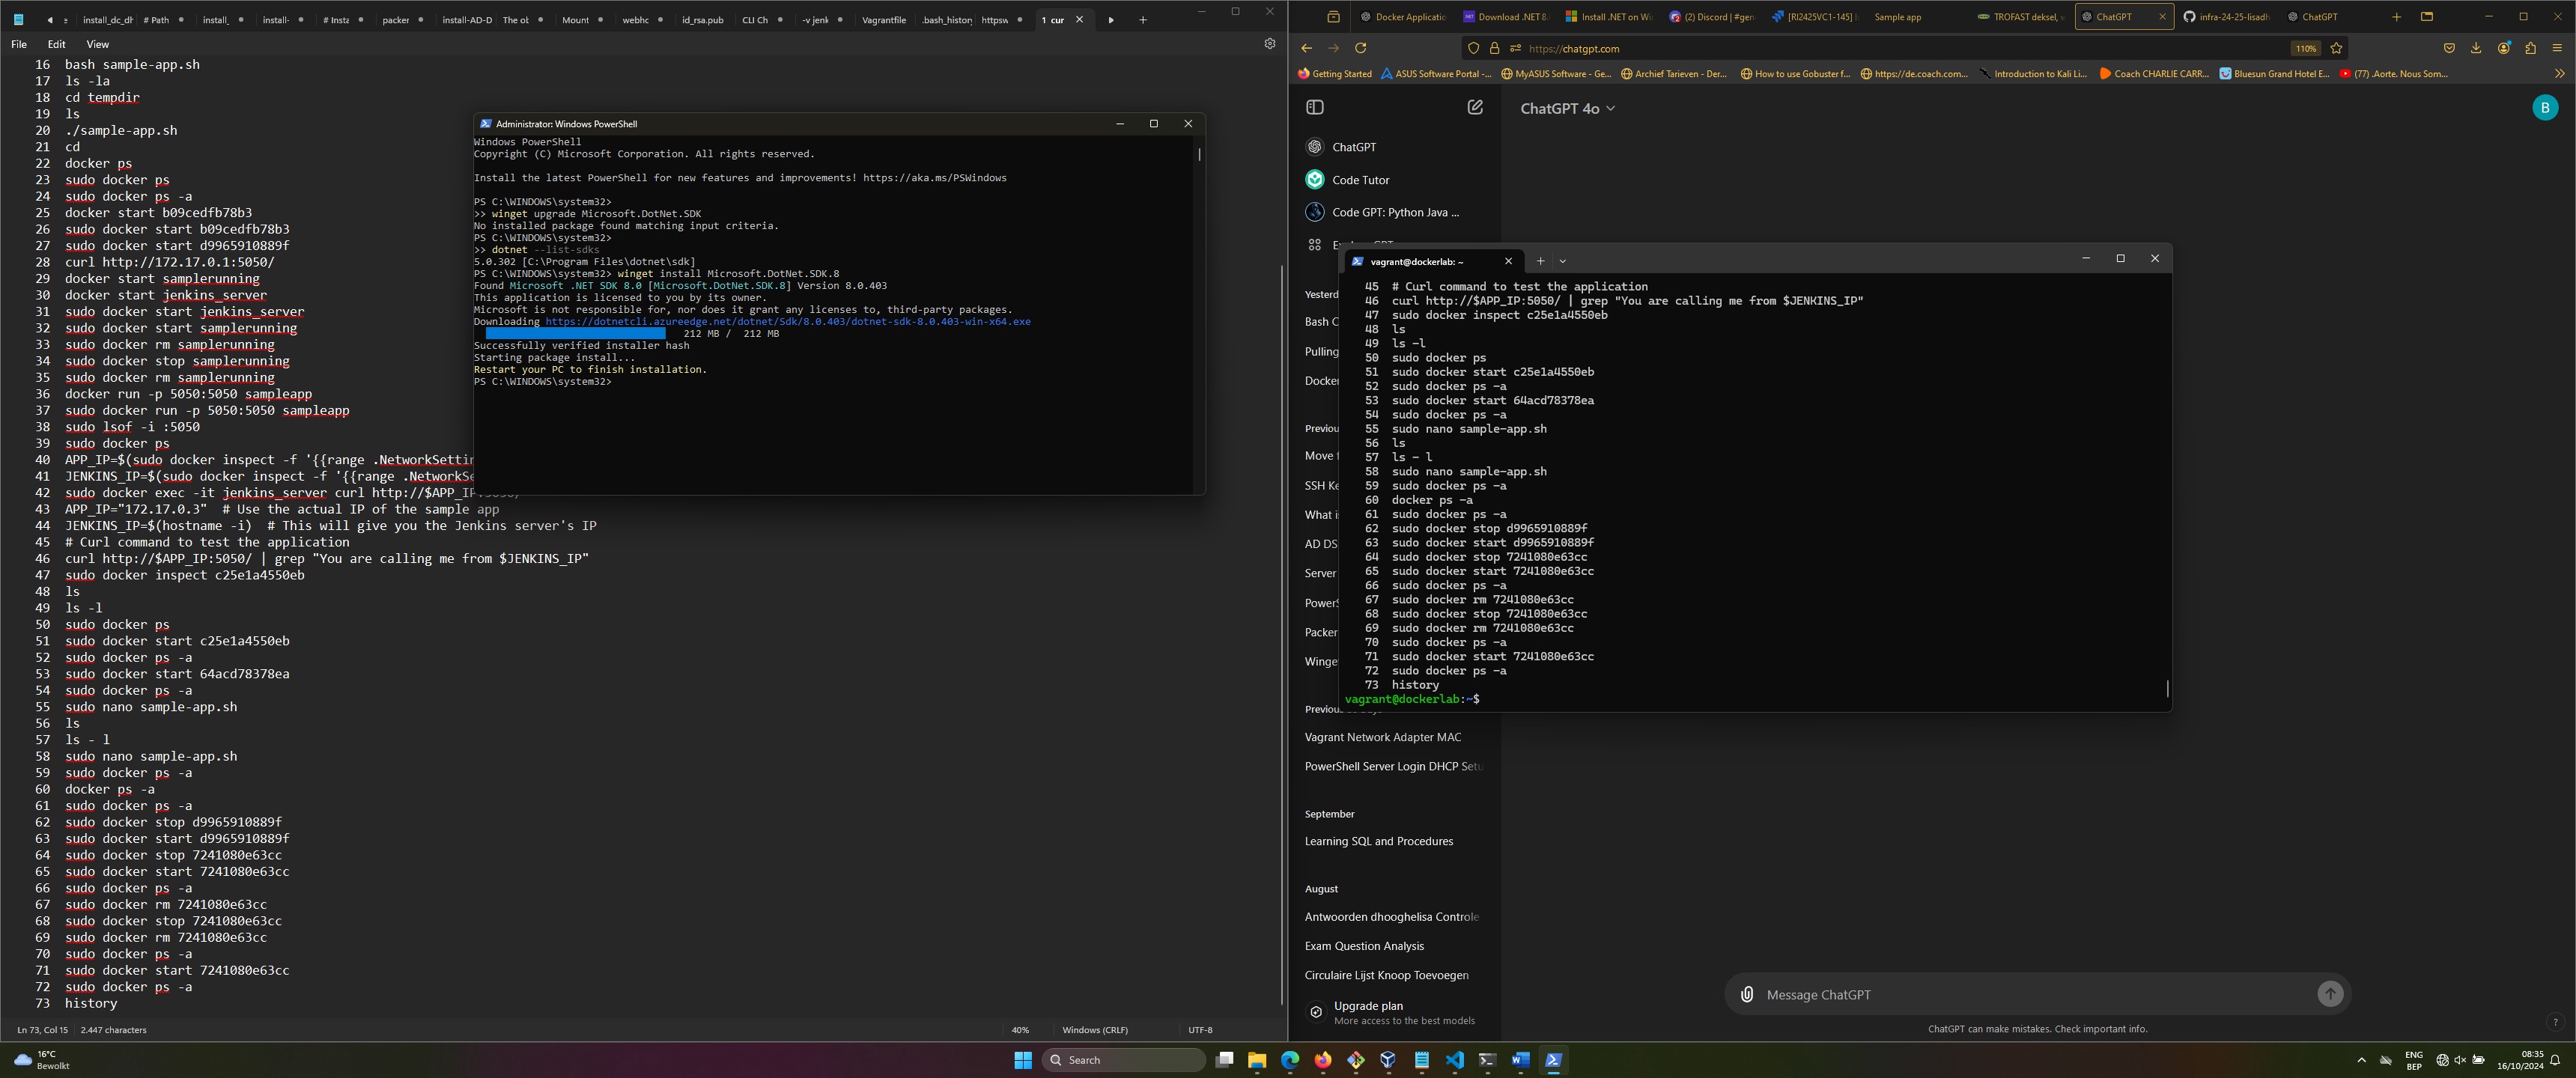 install_dc_dh
# Path
install_
install-
# Insta
packer
install-AD-D
The ob
Mount
webhc
id_rsa.pub
CLI Ch
-v jenk
Vagrantfile
.bash_history
httpsw
1 cur
File
Edit
View
16 bash sample-app.sh
17 ls -la
18 cd tempdir
19 ls
20 ./sample-app.sh
21 cd
22 docker ps
23 sudo docker ps
24 sudo docker ps -a
25 docker start b09cedfb78b3
26 sudo docker start b09cedfb78b3
27 sudo docker start d9965910889f
28 curl http://172.17.0.1:5050/
29 docker start samplerunning
30 docker start jenkins_server
31 sudo docker start jenkins_server
32 sudo docker start samplerunning
33 sudo docker rm samplerunning
34 sudo docker stop samplerunning
35 sudo docker rm samplerunning
36 docker run -p 5050:5050 sampleapp
37 sudo docker run -p 5050:5050 sampleapp
38 sudo lsof -i :5050
39 sudo docker ps
40 APP_IP=$(sudo docker inspect -f '{{range .NetworkSettin
41 JENKINS_IP=$(sudo docker inspect -f '{{range .NetworkSe
42 sudo docker exec -it jenkins_server curl http://$APP_IP:5050/
43 APP_IP="172.17.0.3"  # Use the actual IP of the sample app
44 JENKINS_IP=$(hostname -i)  # This will give you the Jenkins server's IP
45 # Curl command to test the application
46 curl http://$APP_IP:5050/ | grep "You are calling me from $JENKINS_IP"
47 sudo docker inspect c25e1a4550eb
48 ls
49 ls -l
50 sudo docker ps
51 sudo docker start c25e1a4550eb
52 sudo docker ps -a
53 sudo docker start 64acd78378ea
54 sudo docker ps -a
55 sudo nano sample-app.sh
56 ls
57 ls - l
58 sudo nano sample-app.sh
59 sudo docker ps -a
60 docker ps -a
61 sudo docker ps -a
62 sudo docker stop d9965910889f
63 sudo docker start d9965910889f
64 sudo docker stop 7241080e63cc
65 sudo docker start 7241080e63cc
66 sudo docker ps -a
67 sudo docker rm 7241080e63cc
68 sudo docker stop 7241080e63cc
69 sudo docker rm 7241080e63cc
70 sudo docker ps -a
71 sudo docker start 7241080e63cc
72 sudo docker ps -a
73 history
Ln 73, Col 15
2.447 characters
40%
Windows (CRLF)
UTF-8
Administrator: Windows PowerShell
Windows PowerShell
Copyright (C) Microsoft Corporation. All rights reserved.
Install the latest PowerShell for new features and improvements! https://aka.ms/PSWindows
PS C:\WINDOWS\system32>
>> winget upgrade Microsoft.DotNet.SDK
No installed package found matching input criteria.
PS C:\WINDOWS\system32>
>> dotnet --list-sdks
5.0.302 [C:\Program Files\dotnet\sdk]
PS C:\WINDOWS\system32> winget install Microsoft.DotNet.SDK.8
Found Microsoft .NET SDK 8.0 [Microsoft.DotNet.SDK.8] Version 8.0.403
This application is licensed to you by its owner.
Microsoft is not responsible for, nor does it grant any licenses to, third-party packages.
Downloading https://dotnetcli.azureedge.net/dotnet/Sdk/8.0.403/dotnet-sdk-8.0.403-win-x64.exe
212 MB / 212 MB
Successfully verified installer hash
Starting package install...
Restart your PC to finish installation.
PS C:\WINDOWS\system32>
Docker Applicatio
Download .NET 8.
Install .NET on Wi
(2) Discord | #gen
[RI2425VC1-145]
Sample app
TROFAST deksel,
ChatGPT
infra-24-25-lisadh
ChatGPT
https://chatgpt.com
110%
Getting Started
ASUS Software Portal -...
MyASUS Software - Ge...
Archief Tarieven - Der...
How to use Gobuster f...
https://de.coach.com...
Introduction to Kali Li...
Coach CHARLIE CARR...
Bluesun Grand Hotel E...
(77) .Aorte. Nous Som...
ChatGPT 4o
B
ChatGPT
Code Tutor
Code GPT: Python Java ...
Yesterd
Bash C
Pulling
Docker
Previou
Move f
SSH Ke
What i
AD DS
Server
PowerS
Packer
Winge
Previous
Vagrant Network Adapter MAC
PowerShell Server Login DHCP Setu
September
Learning SQL and Procedures
August
Antwoorden dhooghelisa Controle
Exam Question Analysis
Circulaire Lijst Knoop Toevoegen
Upgrade plan
More access to the best models
vagrant@dockerlab: ~
45 # Curl command to test the application
46 curl http://$APP_IP:5050/ | grep "You are calling me from $JENKINS_IP"
47 sudo docker inspect c25e1a4550eb
48 ls
49 ls -l
50 sudo docker ps
51 sudo docker start c25e1a4550eb
52 sudo docker ps -a
53 sudo docker start 64acd78378ea
54 sudo docker ps -a
55 sudo nano sample-app.sh
56 ls
57 ls - l
58 sudo nano sample-app.sh
59 sudo docker ps -a
60 docker ps -a
61 sudo docker ps -a
62 sudo docker stop d9965910889f
63 sudo docker start d9965910889f
64 sudo docker stop 7241080e63cc
65 sudo docker start 7241080e63cc
66 sudo docker ps -a
67 sudo docker rm 7241080e63cc
68 sudo docker stop 7241080e63cc
69 sudo docker rm 7241080e63cc
70 sudo docker ps -a
71 sudo docker start 7241080e63cc
72 sudo docker ps -a
73 history
vagrant@dockerlab:~$
Message ChatGPT
ChatGPT can make mistakes. Check important info.
?
16°C
Bewolkt
Search
ENG
BEP
08:35
16/10/2024